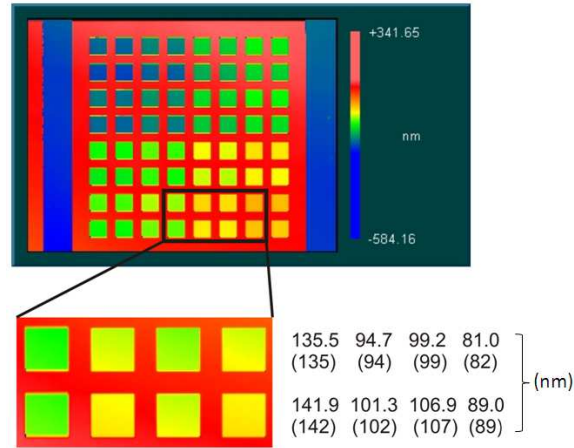 +341.65
nm
-584.16
135.5 94.7 99.2 81.0
(135) (94) (99) (82)
(nm)
141.9 101.3 106.9 89.0
(142) (102) (107) (89)